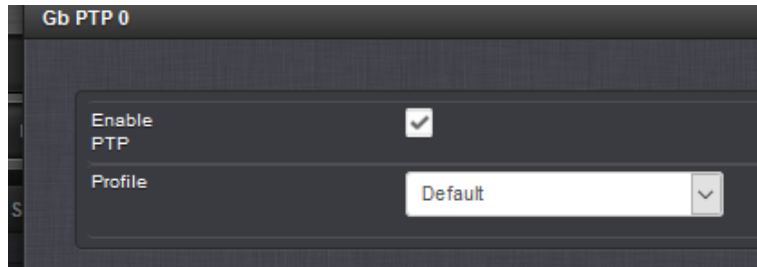 Gb PTP 0
Enable
PTP
Profile
Default
S